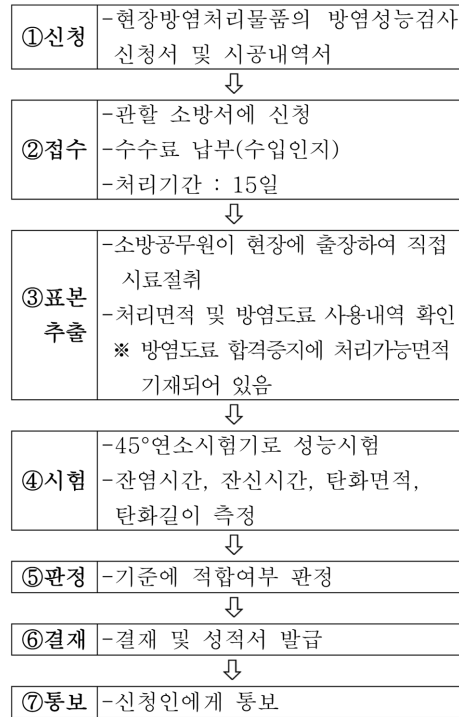 ①신청
-현장방염처리물품의 방염성능검사
신청서 및 시공내역서
⇩
②접수
-관할 소방서에 신청
-수수료 납부(수입인지)
-처리기간 : 15일
⇩
③표본
추출
-소방공무원이 현장에 출장하여 직접
시료절취
-처리면적 및 방염도료 사용내역 확인
※ 방염도료 합격증지에 처리가능면적
기재되어 있음
⇩
④시험
-45°연소시험기로 성능시험
-잔염시간, 잔신시간, 탄화면적,
탄화길이 측정
⇩
⑤판정
-기준에 적합여부 판정
⇩
⑥결재
-결재 및 성적서 발급
⇩
⑦통보
-신청인에게 통보